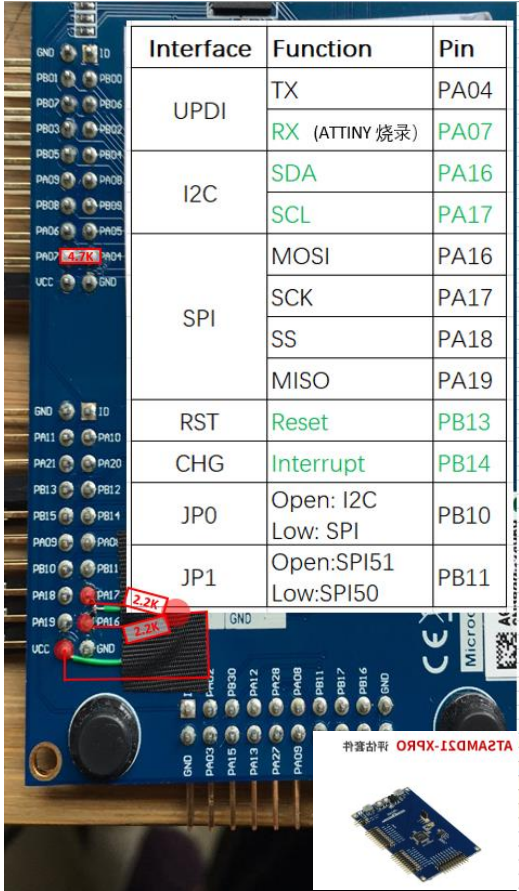 GND ID
PB01 PB00
PB07 PB06
PB03 PB02
PB05 PB04
PA09 PA08
PB08 PB09
PA06 PA05
PA07 4.7K PA04
VCC GND
Interface Function Pin
UPDI
TX PA04
RX (ATTINY 烧录) PA07
I2C
SDA PA16
SCL PA17
SPI
MOSI PA16
SCK PA17
SS PA18
MISO PA19
RST Reset PB13
CHG Interrupt PB14
JP0
Open: I2C
Low: SPI
PB10
JP1
Open:SPI51
Low:SPI50
PB11
GND ID
PA11 PA10
PA21 PA20
PB13 PB12
PB15 PB14
PA09
PB10 PB11
PA18 PA17 2.2K
PA19 PA16 2.2K
VCC GND
GND
CE
PA02 PB30 PA12 PA28 PA08 PB11 PB17 PB16 GND
GND PA03 PB15 PA13 PA27 PA09
ATSAMD21-XPRO 评估套件